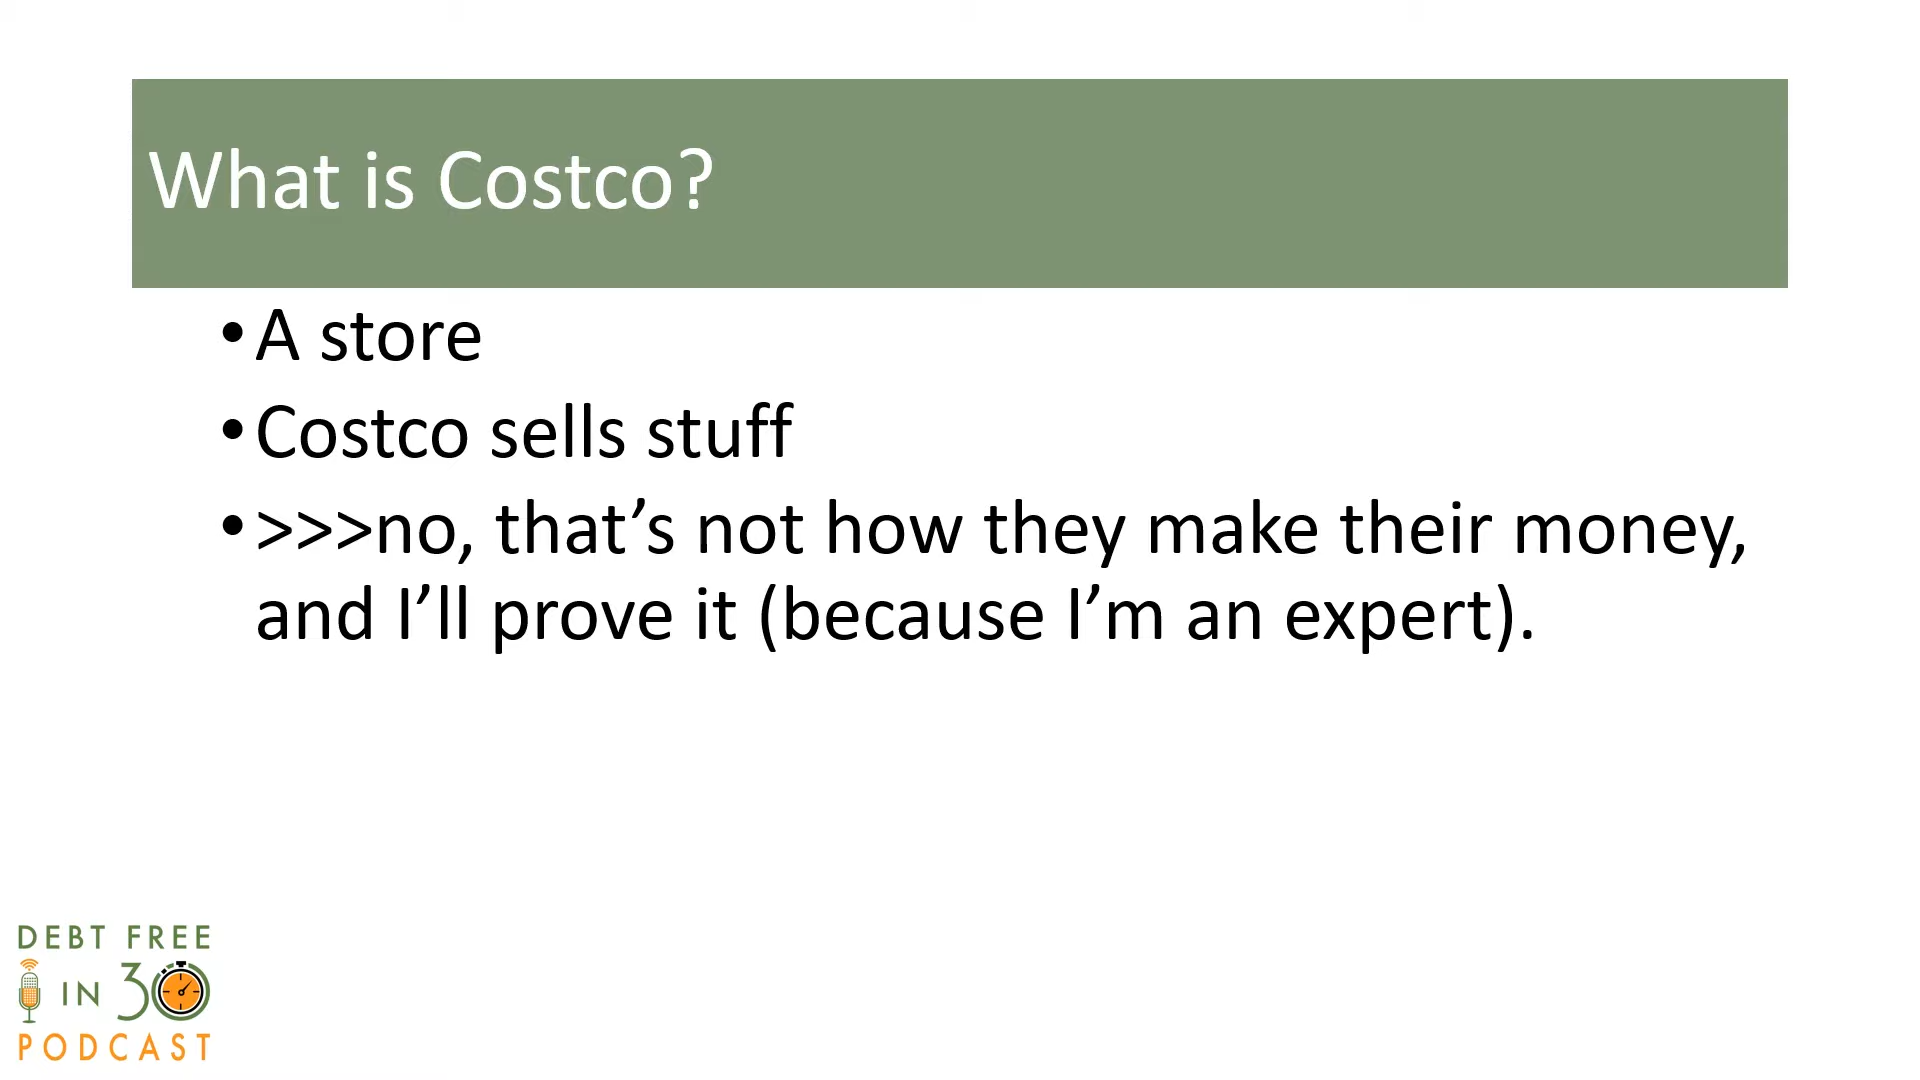 What is Costco?
•A store
•Costco sells stuff
•>>>no, that’s not how they make their money,
and I’ll prove it (because I’m an expert).
DEBT FREE
IN 30
PODCAST